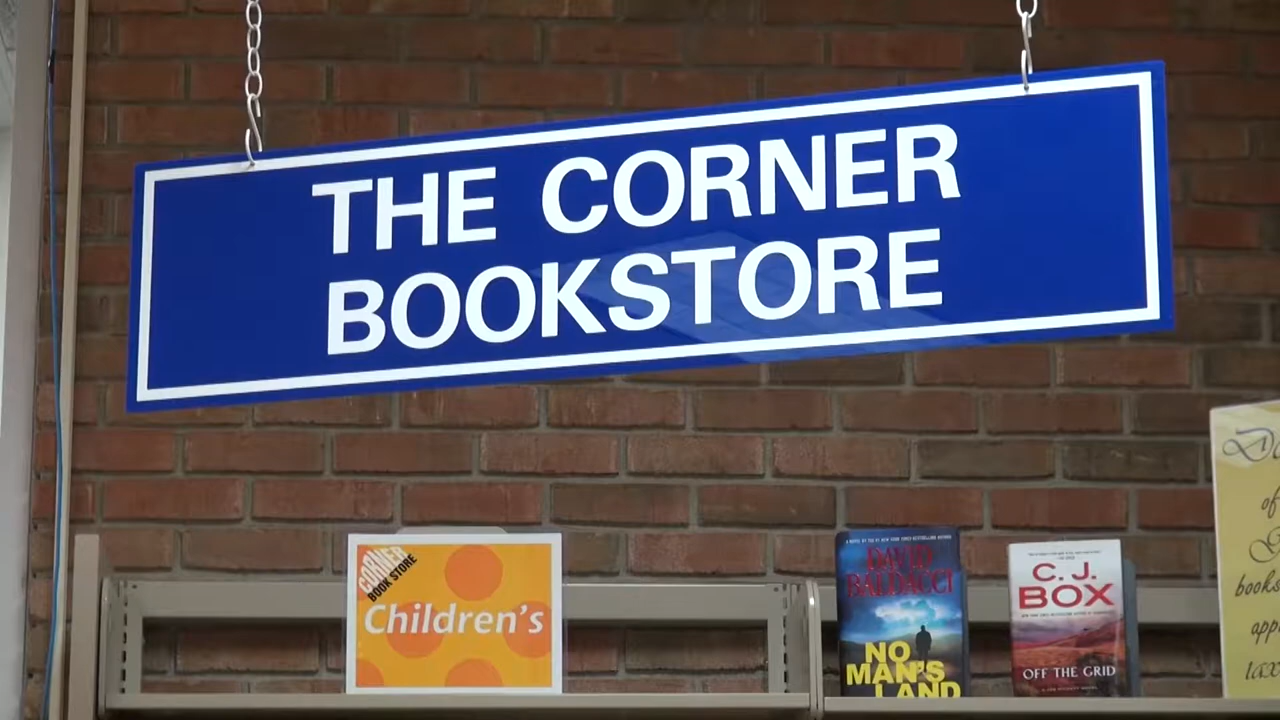 THE CORNER
BOOKSTORE
CORNER
BOOK STORE
Children's
DAVID
BALDACCI
NO
MAN'S
LAND
C.J.
BOX
OFF THE GRID
of
books